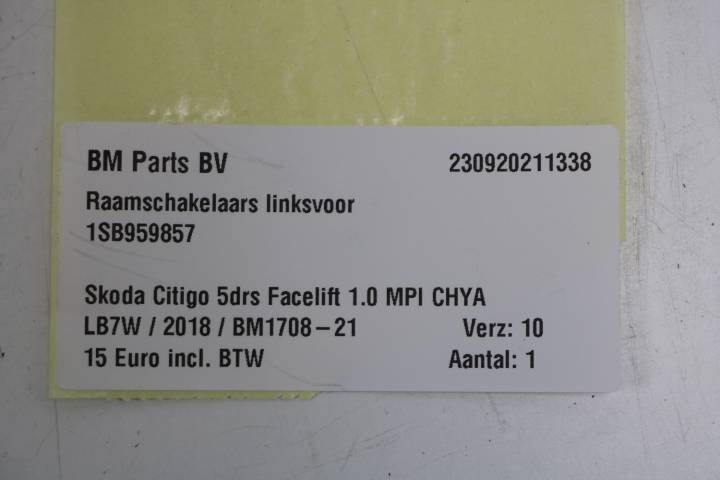 BM Parts BV 230920211338
Raamschakelaars linksvoor
1SB959857
Skoda Citigo 5drs Facelift 1.0 MPI CHYA
LB7W / 2018 / BM1708-21 Verz: 10
15 Euro incl. BTW Aantal: 1